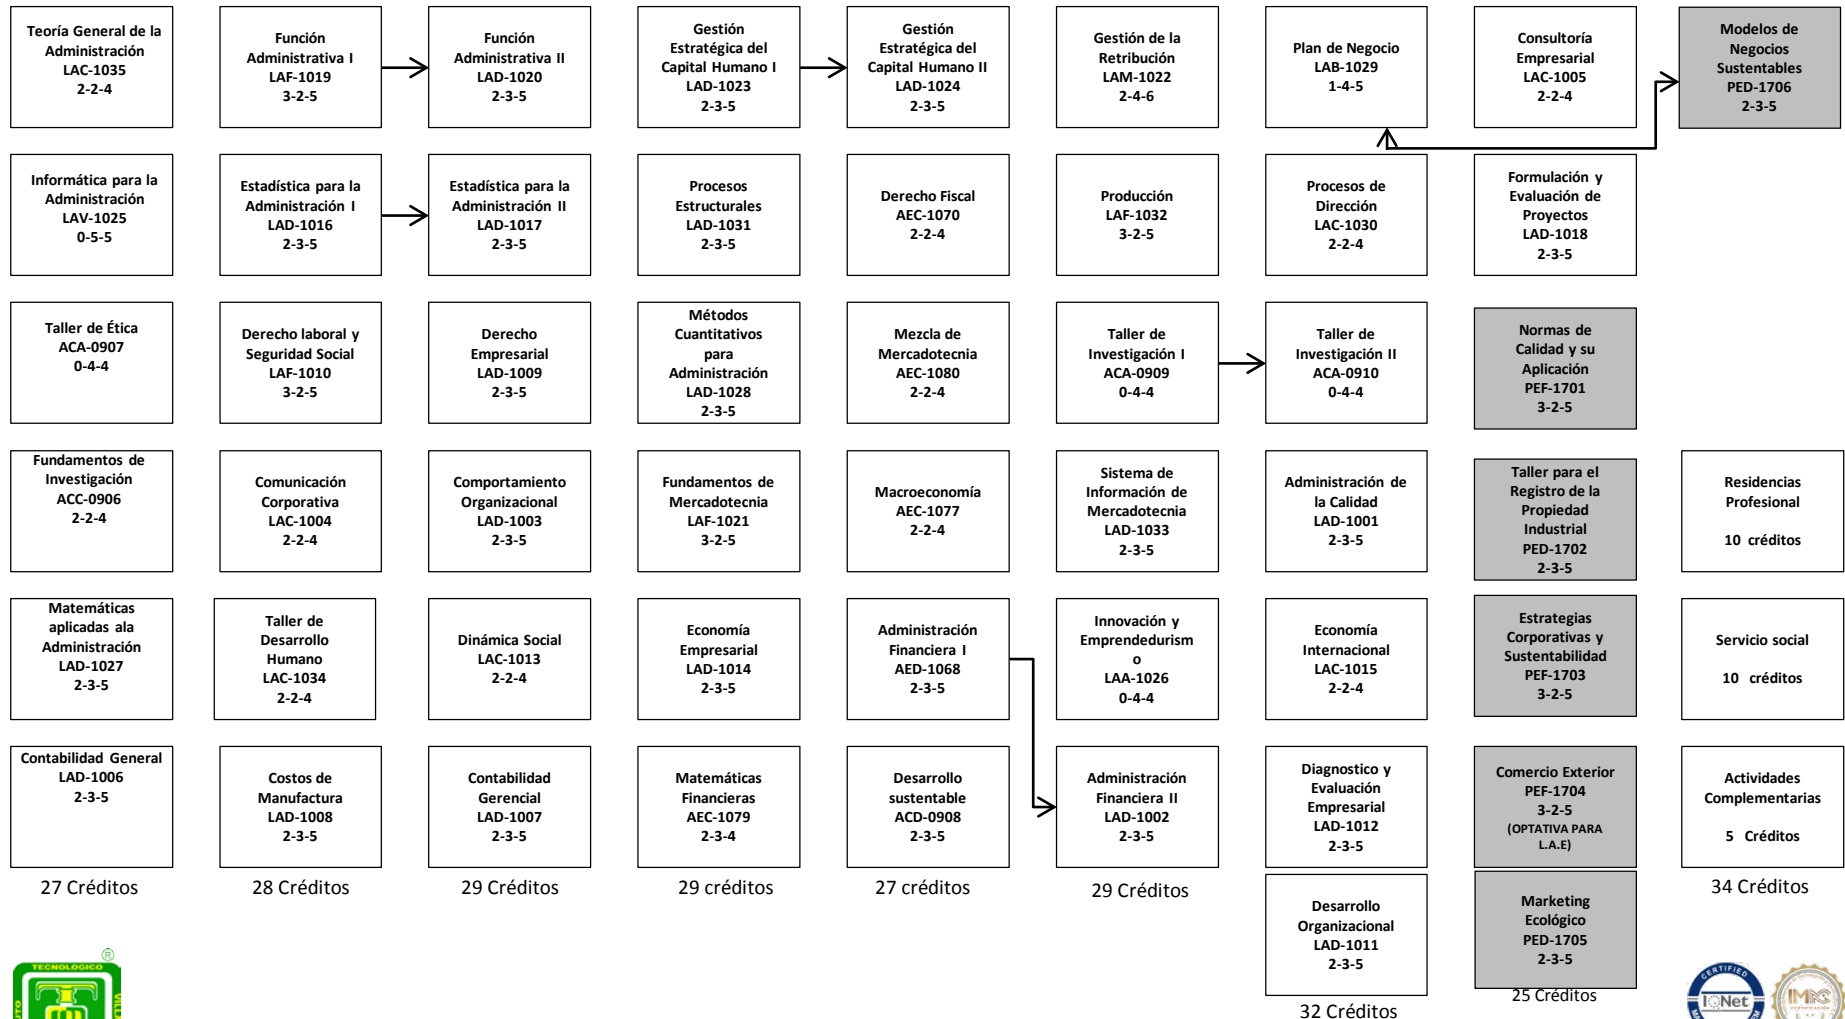 Teoría General de la
Administración
LAC-1035
2-2-4
Función
Administrativa I
LAF-1019
3-2-5
Función
Administrativa II
LAD-1020
2-3-5
Gestión
Estratégica del
Capital Humano I
LAD-1023
2-3-5
Gestión
Estratégica del
Capital Humano II
LAD-1024
2-3-5
Gestión de la
Retribución
LAM-1022
2-4-6
Plan de Negocio
LAB-1029
1-4-5
Consultoría
Empresarial
LAC-1005
2-2-4
Modelos de
Negocios
Sustentables
PED-1706
2-3-5
Informática para la
Administración
LAV-1025
0-5-5
Estadística para la
Administración I
LAD-1016
2-3-5
Estadística para la
Administración II
LAD-1017
2-3-5
Procesos
Estructurales
LAD-1031
2-3-5
Derecho Fiscal
AEC-1070
2-2-4
Producción
LAF-1032
3-2-5
Procesos de
Dirección
LAC-1030
2-2-4
Formulación y
Evaluación de
Proyectos
LAD-1018
2-3-5
Taller de Ética
ACA-0907
0-4-4
Derecho laboral y
Seguridad Social
LAF-1010
3-2-5
Derecho
Empresarial
LAD-1009
2-3-5
Métodos
Cuantitativos
para
Administración
LAD-1028
2-3-5
Mezcla de
Mercadotecnia
AEC-1080
2-2-4
Taller de
Investigación I
ACA-0909
0-4-4
Taller de
Investigación II
ACA-0910
0-4-4
Normas de
Calidad y su
Aplicación
PEF-1701
3-2-5
Fundamentos de
Investigación
ACC-0906
2-2-4
Comunicación
Corporativa
LAC-1004
2-2-4
Comportamiento
Organizacional
LAD-1003
2-3-5
Fundamentos de
Mercadotecnia
LAF-1021
3-2-5
Macroeconomía
AEC-1077
2-2-4
Sistema de
Información de
Mercadotecnia
LAD-1033
2-3-5
Administración de
la Calidad
LAD-1001
2-3-5
Taller para el
Registro de la
Propiedad
Industrial
PED-1702
2-3-5
Residencias
Profesional
10 créditos
Matemáticas
aplicadas ala
Administración
LAD-1027
2-3-5
Taller de
Desarrollo
Humano
LAC-1034
2-2-4
Dinámica Social
LAC-1013
2-2-4
Economía
Empresarial
LAD-1014
2-3-5
Administración
Financiera I
AED-1068
2-3-5
Innovación y
Emprendedurism
o
LAA-1026
0-4-4
Economía
Internacional
LAC-1015
2-2-4
Estrategias
Corporativas y
Sustentabilidad
PEF-1703
3-2-5
Servicio social
10 créditos
Contabilidad General
LAD-1006
2-3-5
Costos de
Manufactura
LAD-1008
2-3-5
Contabilidad
Gerencial
LAD-1007
2-3-5
Matemáticas
Financieras
AEC-1079
2-3-4
Desarrollo
sustentable
ACD-0908
2-3-5
Administración
Financiera II
LAD-1002
2-3-5
Diagnostico y
Evaluación
Empresarial
LAD-1012
2-3-5
Comercio Exterior
PEF-1704
3-2-5
(OPTATIVA PARA
L.A.E)
Actividades
Complementarias
5 Créditos
27 Créditos
28 Créditos
29 Créditos
29 créditos
27 créditos
29 Créditos
34 Créditos
Desarrollo
Organizacional
LAD-1011
2-3-5
Marketing
Ecológico
PED-1705
2-3-5
32 Créditos
25 Créditos
®
TECNOLOGICO
CERTIFIED
IQNet